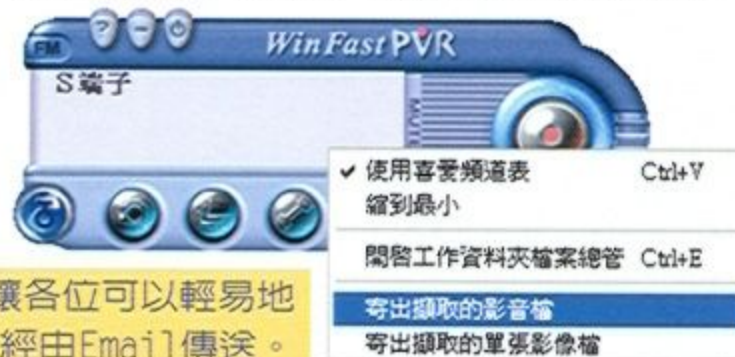 FM
? -
WinFast PVR
S端子
✓ 使用喜愛頻道表 Ctrl+V
縮到最小
開啓工作資料夾檔案總管 Ctrl+E
寄出擷取的影音檔
寄出擷取的單張影像檔
讓各位可以輕易地
經由Email傳送。